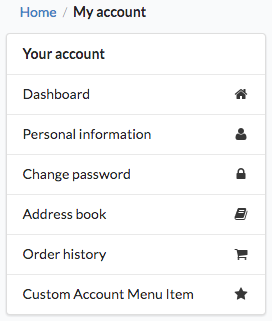 Home / My account
Your account
Dashboard
Personal information
Change password
Address book
Order history
Custom Account Menu Item